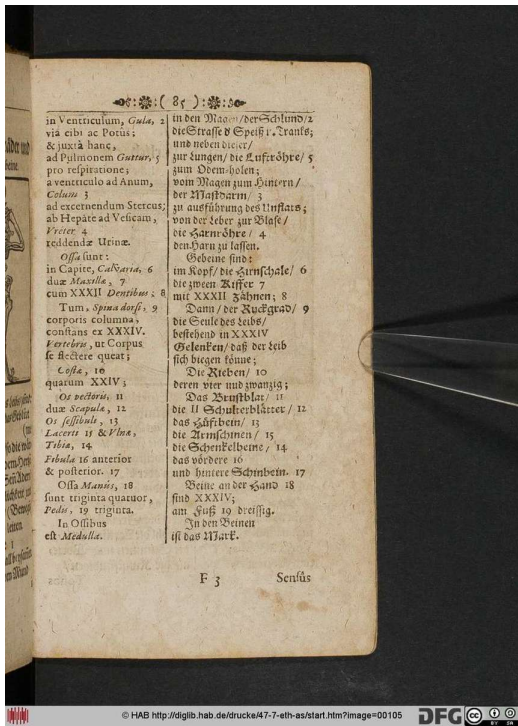 ( 85 )
in Ventriculum, Gula, 2
viâ cibi ac Potûs;
& juxtà hanc,
ad Pulmonem Guttur, 5
pro respiratione;
a ventriculo ad Anum,
Colum 3
ad excernendum Stercus;
ab Hepate ad Vesicam,
Vreter 4
reddendæ Urinæ.
Ossa sunt:
in Capite, Calvaria, 6
duæ Maxillæ, 7
cum XXXII Dentibus; 8
Tum, Spina dorsi, 9
corporis columna,
constans ex XXXIV.
Vertebris, ut Corpus
se flectere queat;
Costæ, 10
quarum XXIV;
Os pectoris, 11
duæ Scapulæ, 12
Os sessibile, 13
Lacerti 15 & Vlnæ,
Tibiæ, 14
Fibula 16 anterior
& posterior. 17
Ossa Manûs, 18
sunt triginta quatuor,
Pedis, 19 triginta.
In Ossibus
est Medulla.
in den Magen/ der Schlund/ 2
die Strasse d Speiß u. Tranks;
und neben dieser/
zur Lungen/ die Luftröhre/ 5
zum Odem-holen;
vom Magen zum Hintern/
der Mastdarm/ 3
zu ausführung des Unflats;
von der Leber zur Blase/
die Harnröhre/ 4
den Harn zu lassen.
Gebeine sind:
im Kopf/ die Hirnschale/ 6
die zween Kiffer 7
mit XXXII Zähnen; 8
Dann/ der Ruckgrad/ 9
die Seule des Leibs/
bestehend in XXXIV
Gelenken/ daß der Leib
sich biegen könne;
Die Rieben/ 10
deren vier und zwanzig;
Das Brustblat/ 11
die II Schulterblätter/ 12
das Hüftbein/ 13
die Armschinen/ 15
die Schenkelbeine/ 14
das vördere 16
und hintere Schinbein. 17
Beine an der Hand 18
sind XXXIV;
am Fuß 19 dreissig.
In den Beinen
ist das Mark.
F 3 Sensûs
© HAB http://diglib.hab.de/drucke/47-7-eth-as/start.htm?image=00105
DFG
cc
BY SA